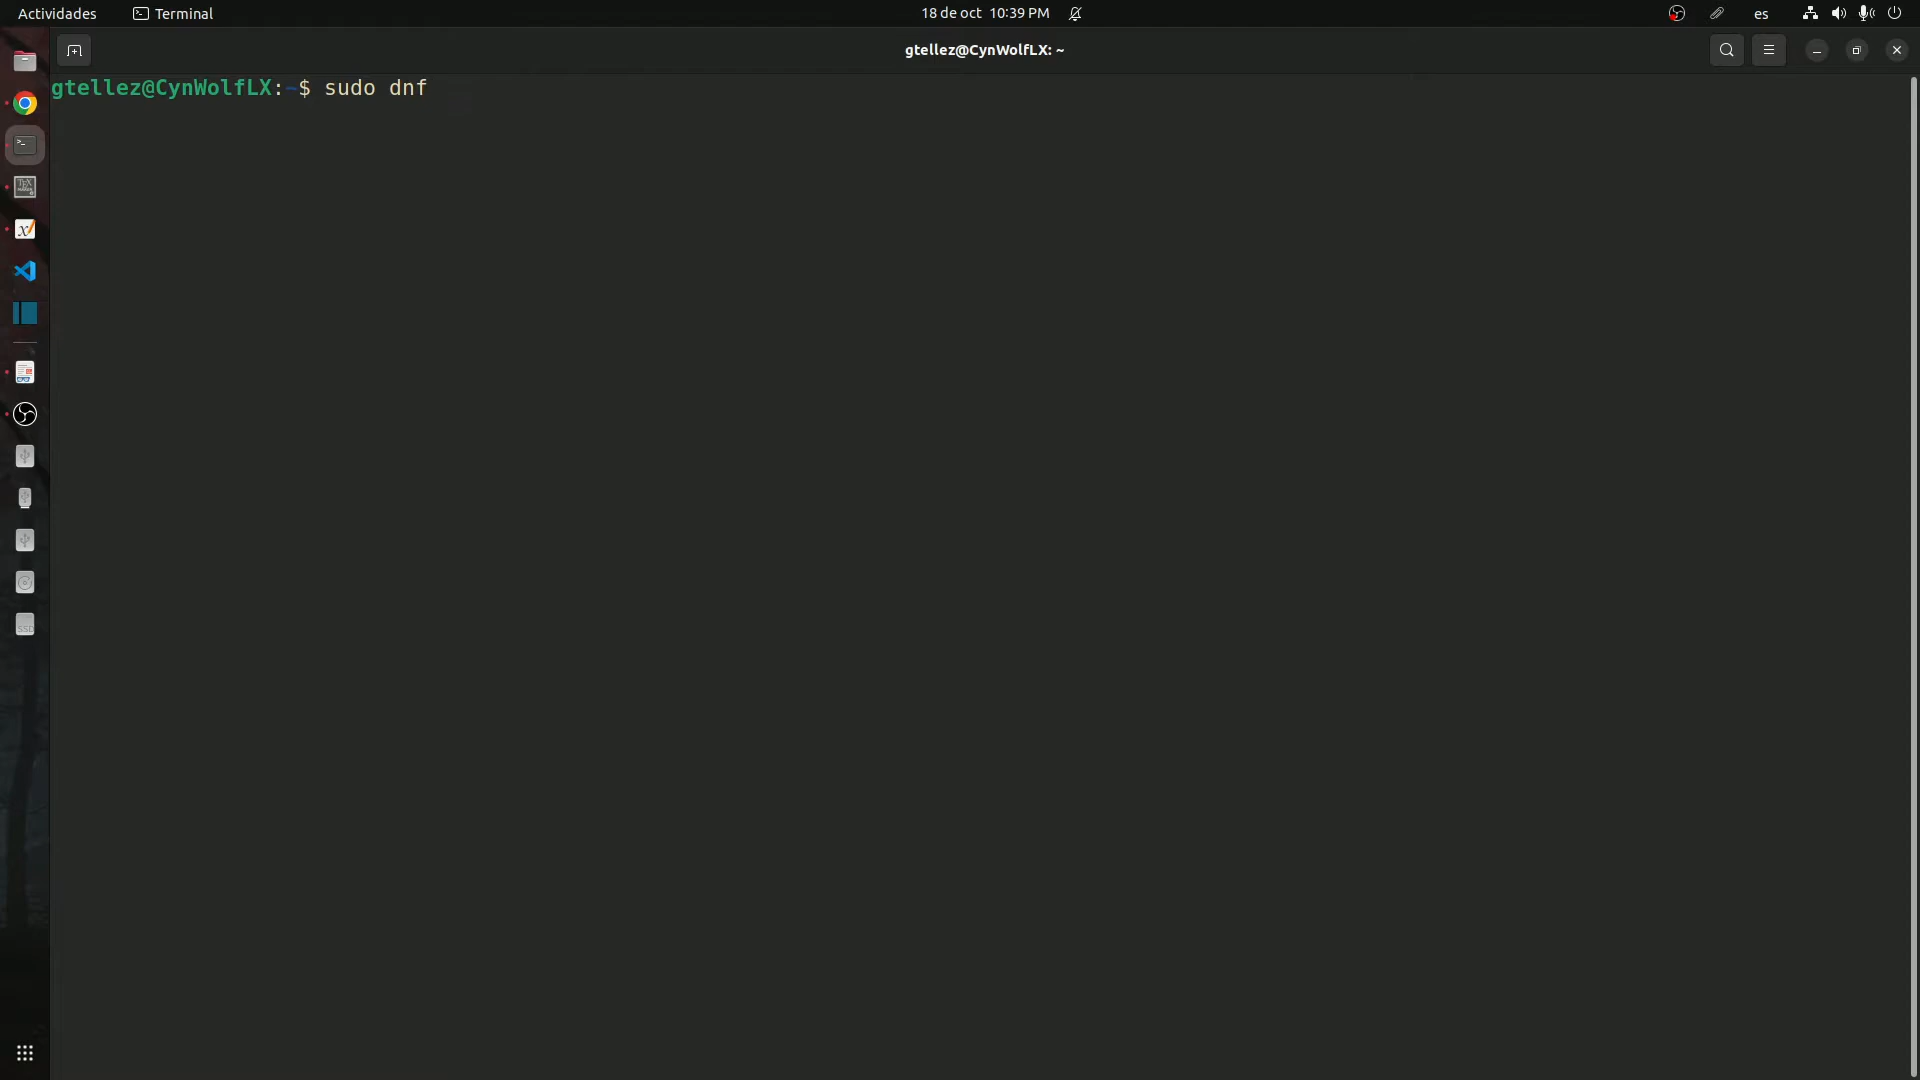 Actividades Terminal 18 de oct 10:39 PM es
gtellez@CynWolfLX: ~
gtellez@CynWolfLX:~$ sudo dnf